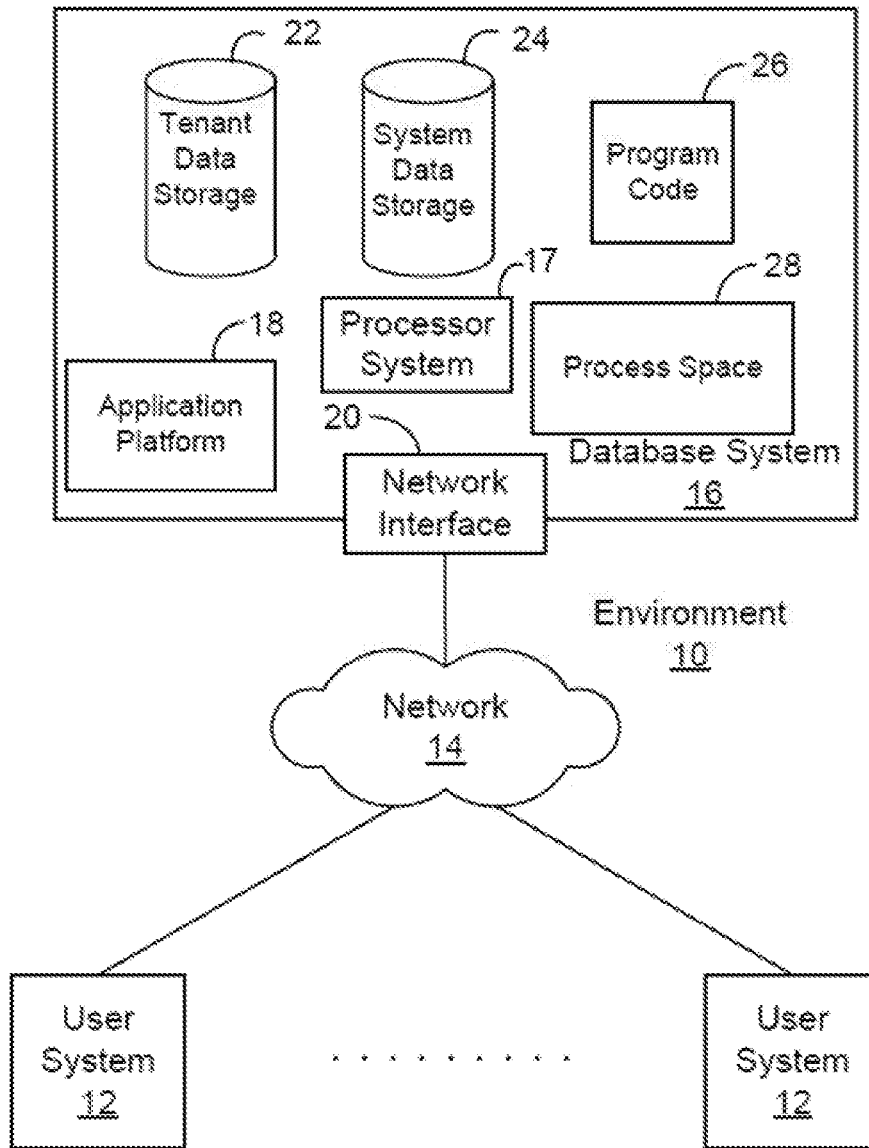 22
24
26
Tenant
Data
Storage
System
Data
Storage
Program
Code
17
28
18
Processor
System
Process Space
Application
Platform
20
Database System
16
Network
Interface
Environment
10
Network
14
User
System
12
. . . . . . . . .
User
System
12